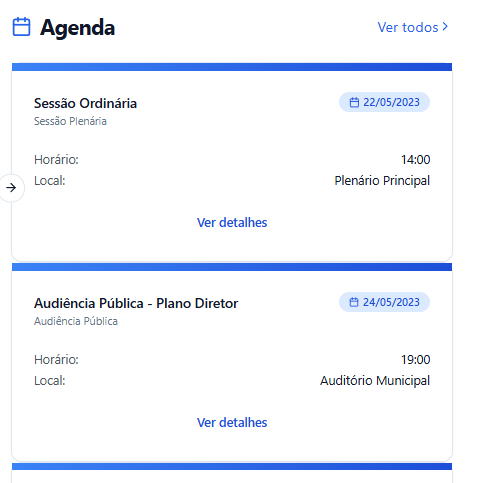 Agenda
Ver todos
Sessão Ordinária
22/05/2023
Sessão Plenária
Horário: 14:00
Local: Plenário Principal
Ver detalhes
Audiência Pública - Plano Diretor
24/05/2023
Audiência Pública
Horário: 19:00
Local: Auditório Municipal
Ver detalhes